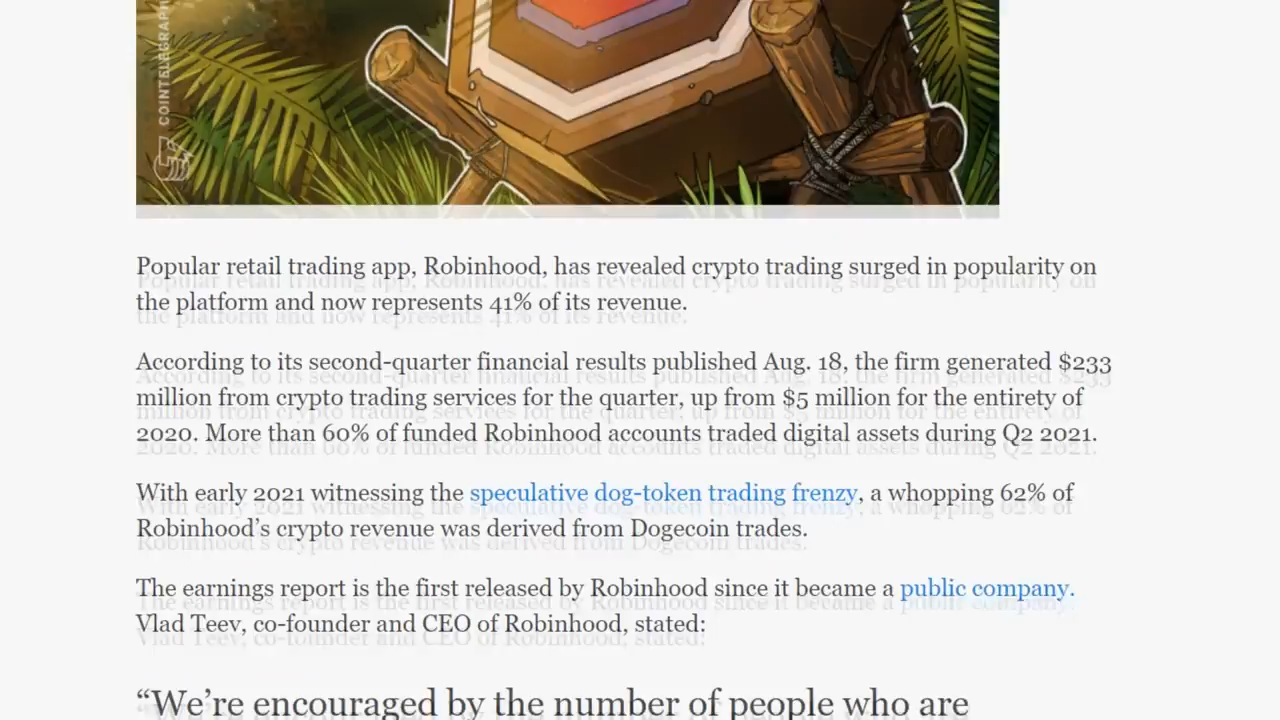 COINTELEGRAPH
Popular retail trading app, Robinhood, has revealed crypto trading surged in popularity on
the platform and now represents 41% of its revenue.
According to its second-quarter financial results published Aug. 18, the firm generated $233
million from crypto trading services for the quarter, up from $5 million for the entirety of
2020. More than 60% of funded Robinhood accounts traded digital assets during Q2 2021.
With early 2021 witnessing the speculative dog-token trading frenzy, a whopping 62% of
Robinhood’s crypto revenue was derived from Dogecoin trades.
The earnings report is the first released by Robinhood since it became a public company.
Vlad Teev, co-founder and CEO of Robinhood, stated:
“We’re encouraged by the number of people who are